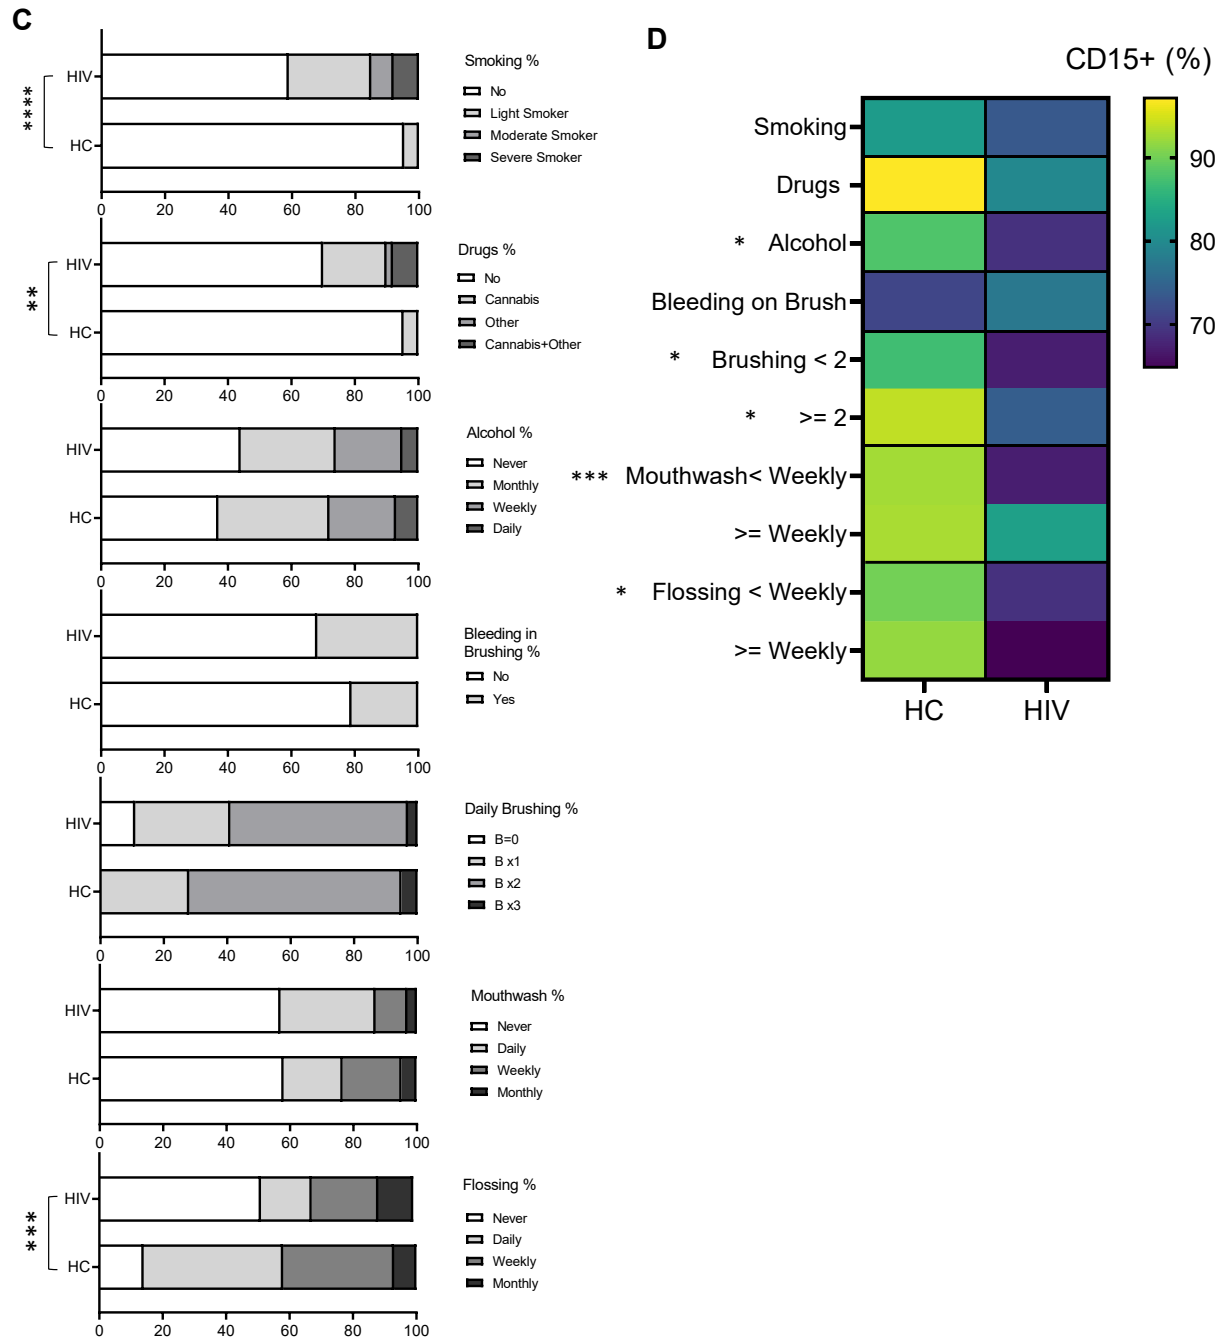 C
****
HIV
HC
0 20 40 60 80 100
Smoking %
No
Light Smoker
Moderate Smoker
Severe Smoker
**
HIV
HC
0 20 40 60 80 100
Drugs %
No
Cannabis
Other
Cannabis+Other
HIV
HC
0 20 40 60 80 100
Alcohol %
Never
Monthly
Weekly
Daily
HIV
HC
0 20 40 60 80 100
Bleeding in
Brushing %
No
Yes
HIV
HC
0 20 40 60 80 100
Daily Brushing %
B=0
B x1
B x2
B x3
HIV
HC
0 20 40 60 80 100
Mouthwash %
Never
Daily
Weekly
Monthly
***
HIV
HC
0 20 40 60 80 100
Flossing %
Never
Daily
Weekly
Monthly
D
CD15+ (%)
Smoking
Drugs
* Alcohol
Bleeding on Brush
* Brushing < 2
* >= 2
*** Mouthwash< Weekly
>= Weekly
* Flossing < Weekly
>= Weekly
HC HIV
90
80
70